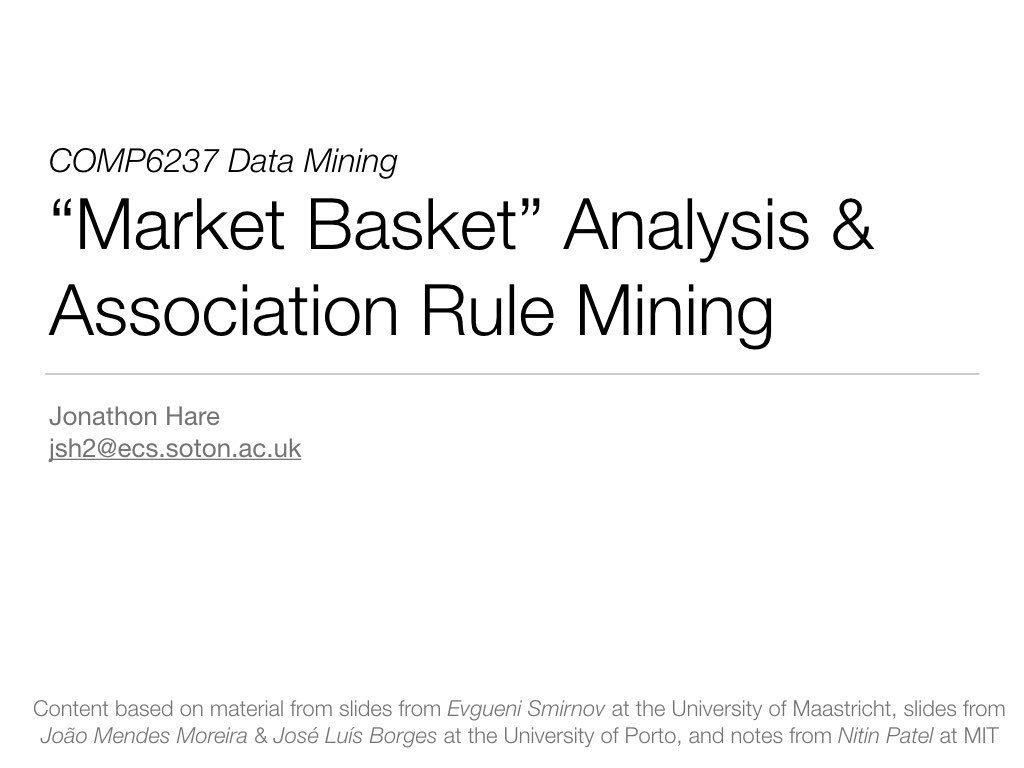 COMP6237 Data Mining
“Market Basket” Analysis &
Association Rule Mining
Jonathon Hare
jsh2@ecs.soton.ac.uk
Content based on material from slides from Evgueni Smirnov at the University of Maastricht, slides from
João Mendes Moreira & José Luís Borges at the University of Porto, and notes from Nitin Patel at MIT